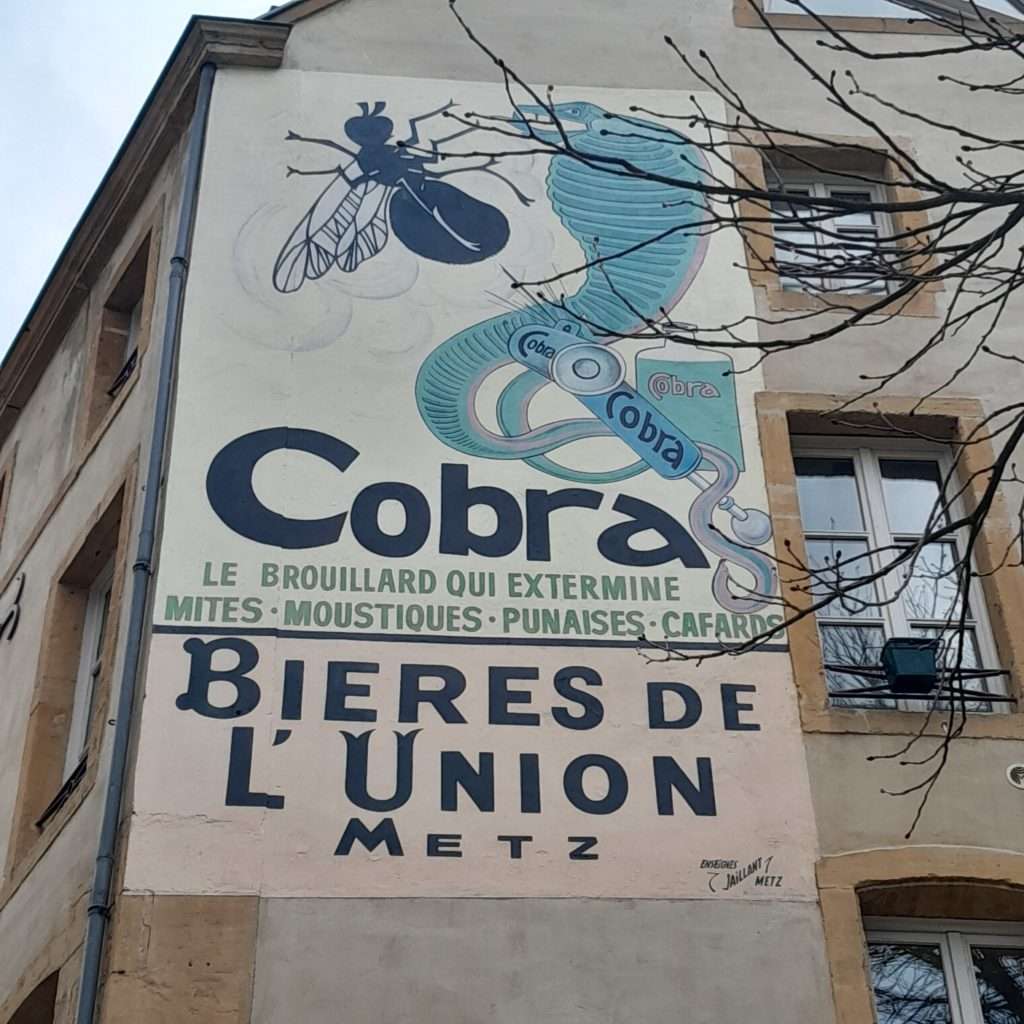 Cobra
Cobra
Cobra
Cobra
LE BROUILLARD QUI EXTERMINE
MITES · MOUSTIQUES · PUNAISES · CAFARDS
BIERES DE
L'UNION
METZ
ENSEIGNES
JAILLANT
METZ